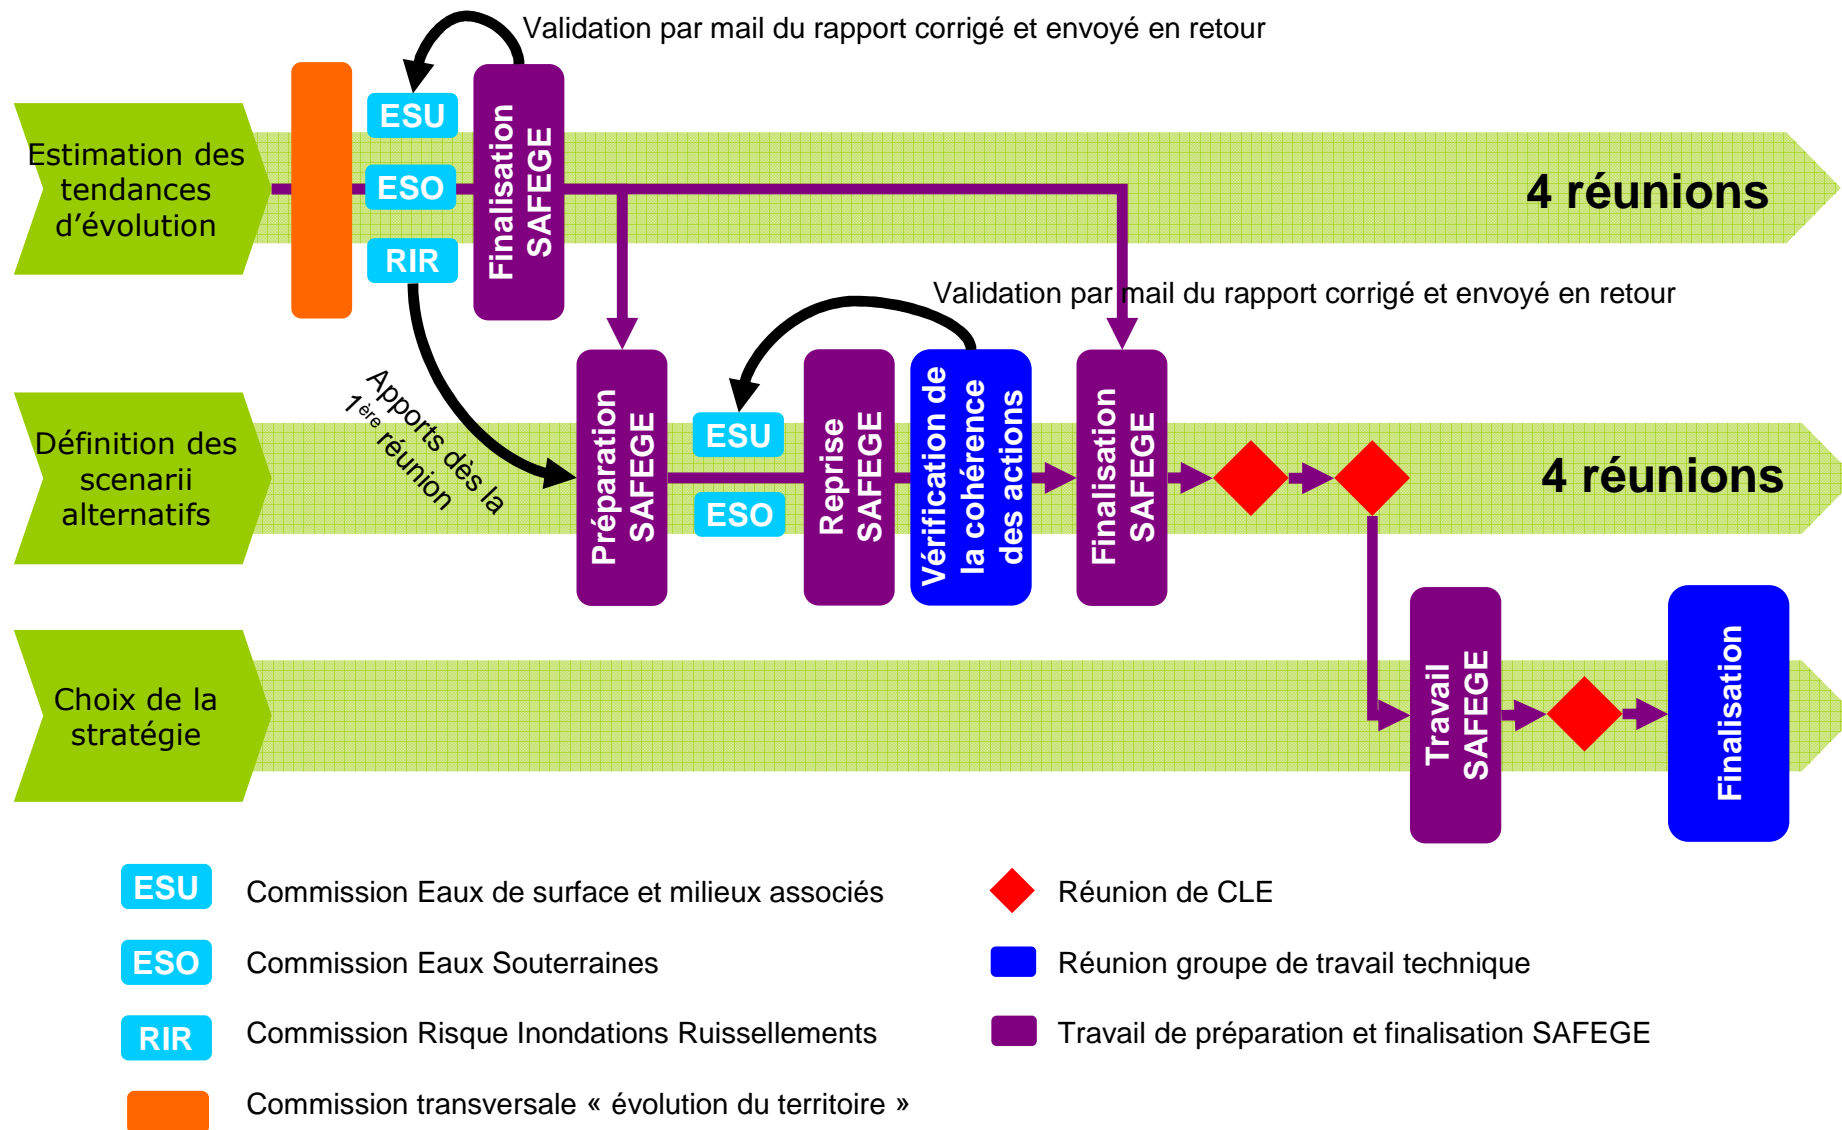 Validation par mail du rapport corrigé et envoyé en retour
Estimation des
tendances
d'évolution
ESU
ESO
RIR
Finalisation
SAFEGE
4 réunions
Validation par mail du rapport corrigé et envoyé en retour
Apports dès la
1ère réunion
Définition des
scenarii
alternatifs
Préparation
SAFEGE
ESU
ESO
Reprise
SAFEGE
Vérification de
la cohérence
des actions
Finalisation
SAFEGE
4 réunions
Choix de la
stratégie
Travail
SAFEGE
Finalisation
ESU Commission Eaux de surface et milieux associés
ESO Commission Eaux Souterraines
RIR Commission Risque Inondations Ruissellements
Commission transversale « évolution du territoire »
Réunion de CLE
Réunion groupe de travail technique
Travail de préparation et finalisation SAFEGE